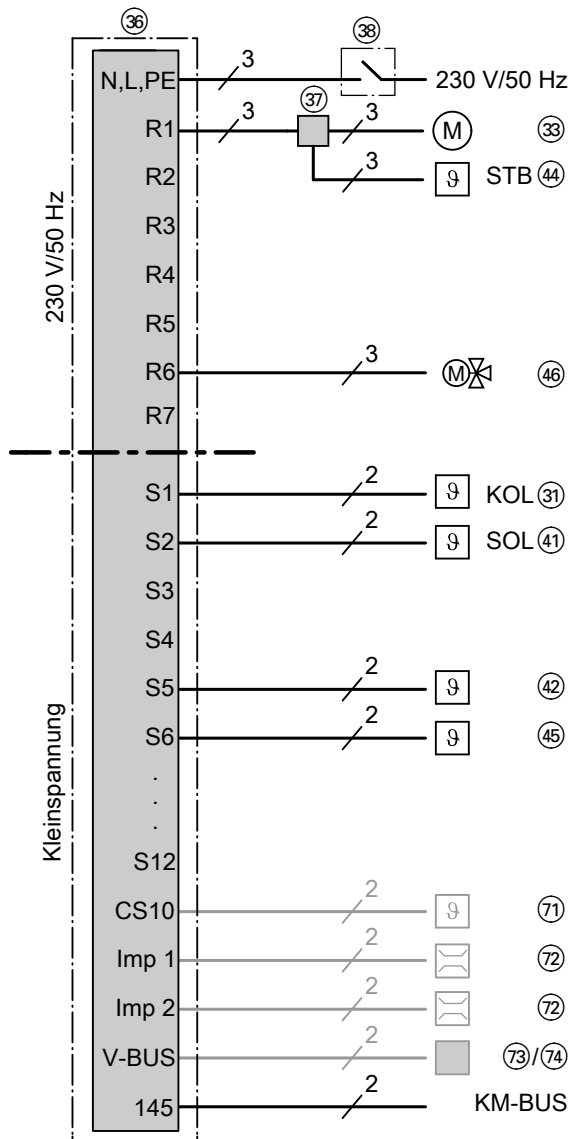 ㊱
㊳
N,L,PE 3 230 V/50 Hz
㊲
R1 3 3 M ㉝
R2 3 ϑ STB ㊹
R3
230 V/50 Hz
R4
R5
R6 3 M ㊻
R7
S1 2 ϑ KOL ㉛
S2 2 ϑ SOL ㊶
S3
S4
S5 2 ϑ ㊷
S6 2 ϑ ㊺
.
.
.
Kleinspannung
S12
CS10 2 ϑ 71
Imp 1 2 72
Imp 2 2 72
V-BUS 2 73/74
145 2 KM-BUS